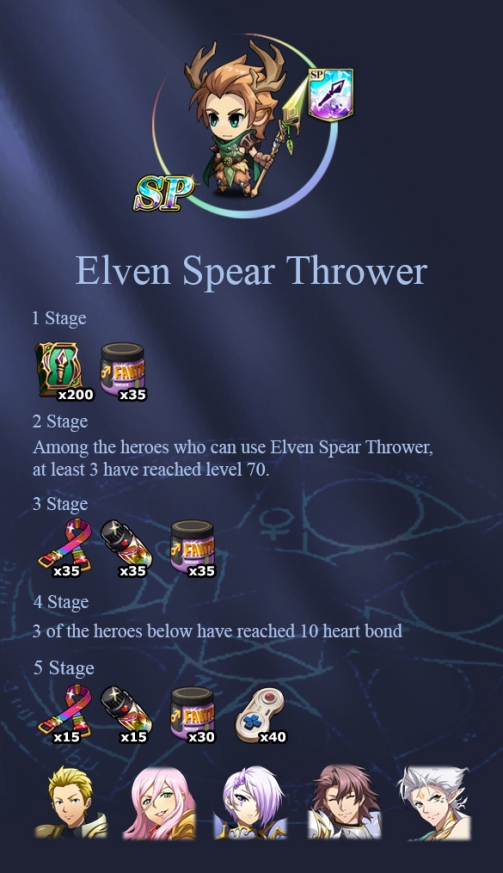 SP
SP
Elven Spear Thrower
1 Stage
x200 x35
2 Stage
Among the heroes who can use Elven Spear Thrower,
at least 3 have reached level 70.
3 Stage
x35 x35 x35
4 Stage
3 of the heroes below have reached 10 heart bond
5 Stage
x15 x15 x30 x40